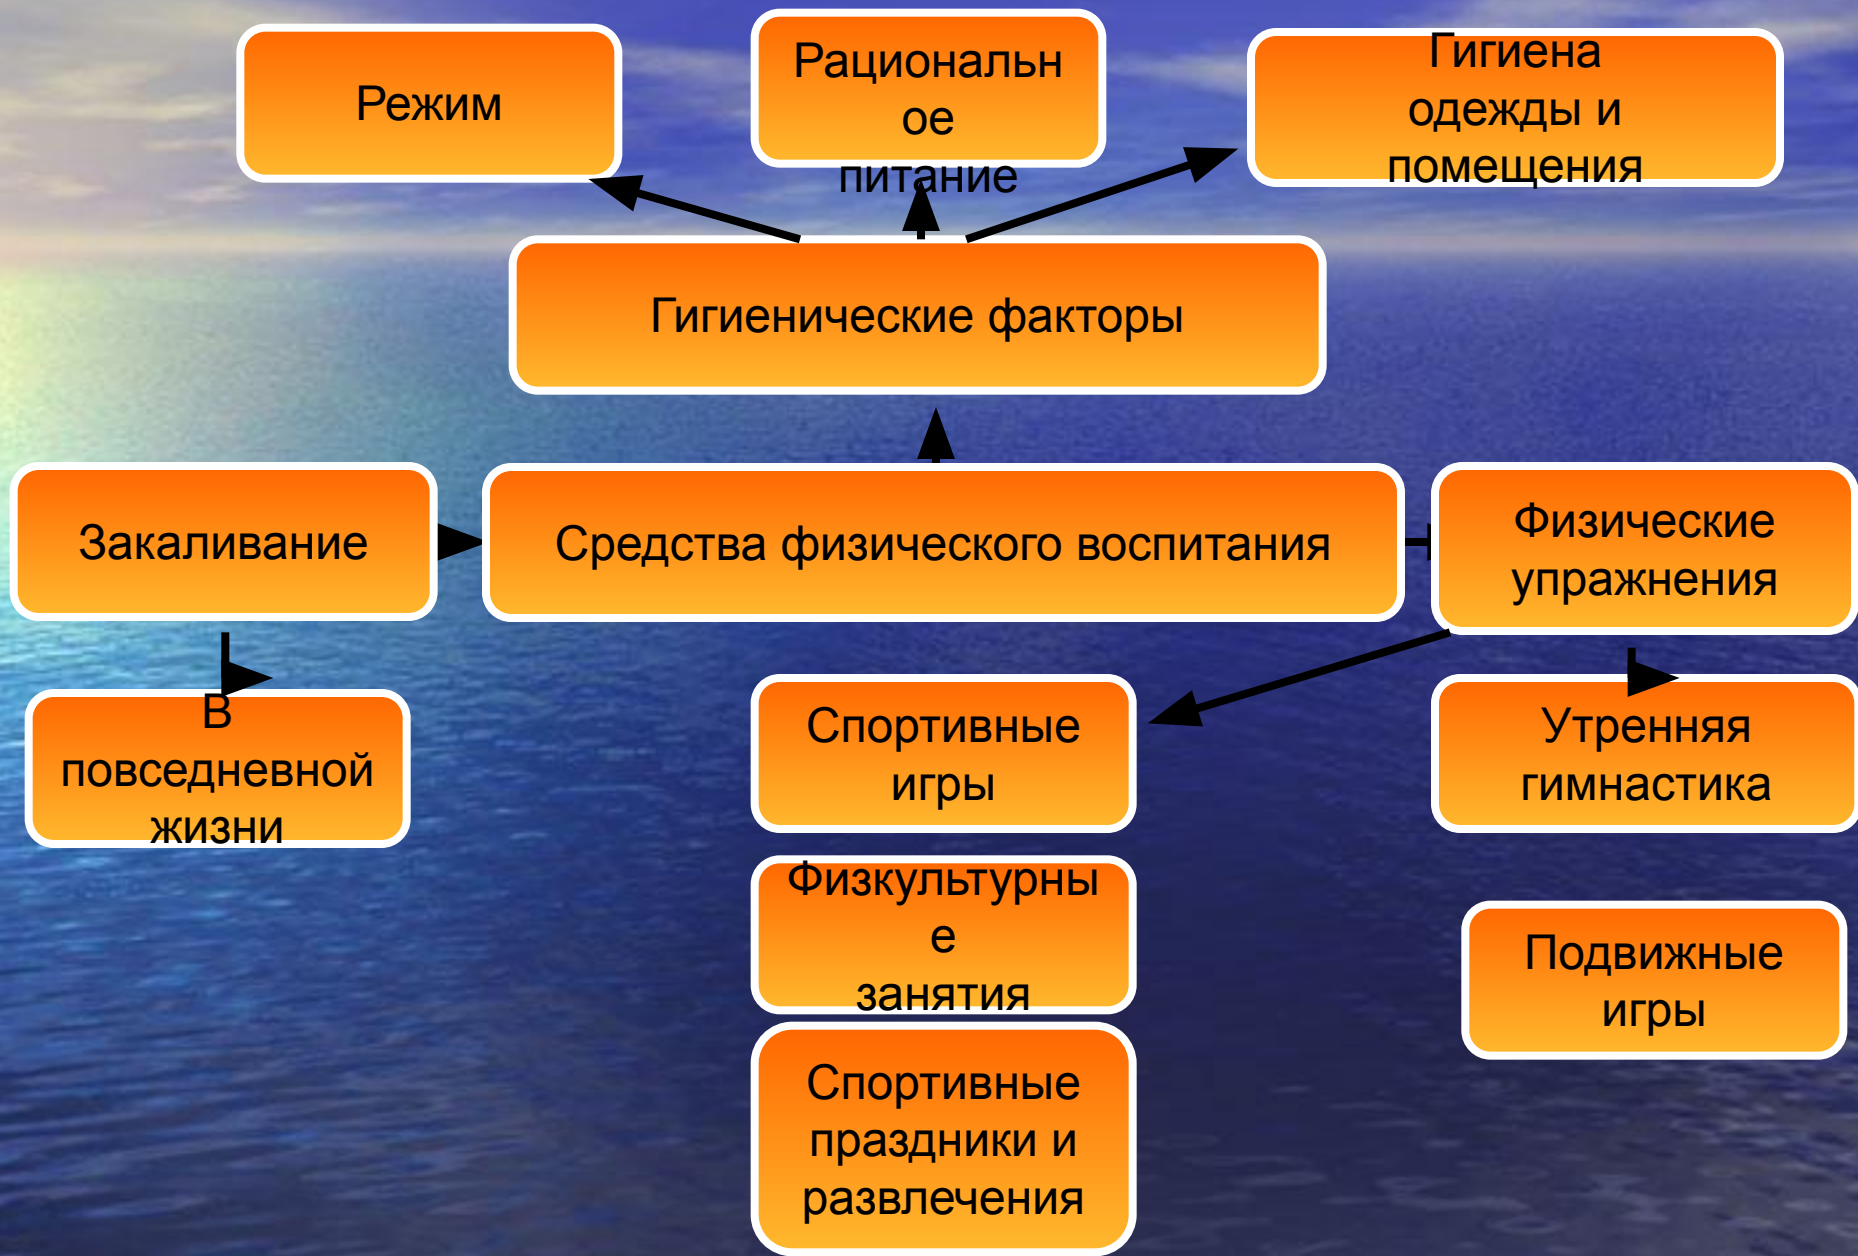 Режим
Рациональн
ое
питание
Гигиена
одежды и
помещения
Гигиенические факторы
Закаливание
Средства физического воспитания
Физические
упражнения
В
повседневной
жизни
Спортивные
игры
Утренняя
гимнастика
Физкультурны
е
занятия
Подвижные
игры
Спортивные
праздники и
развлечения